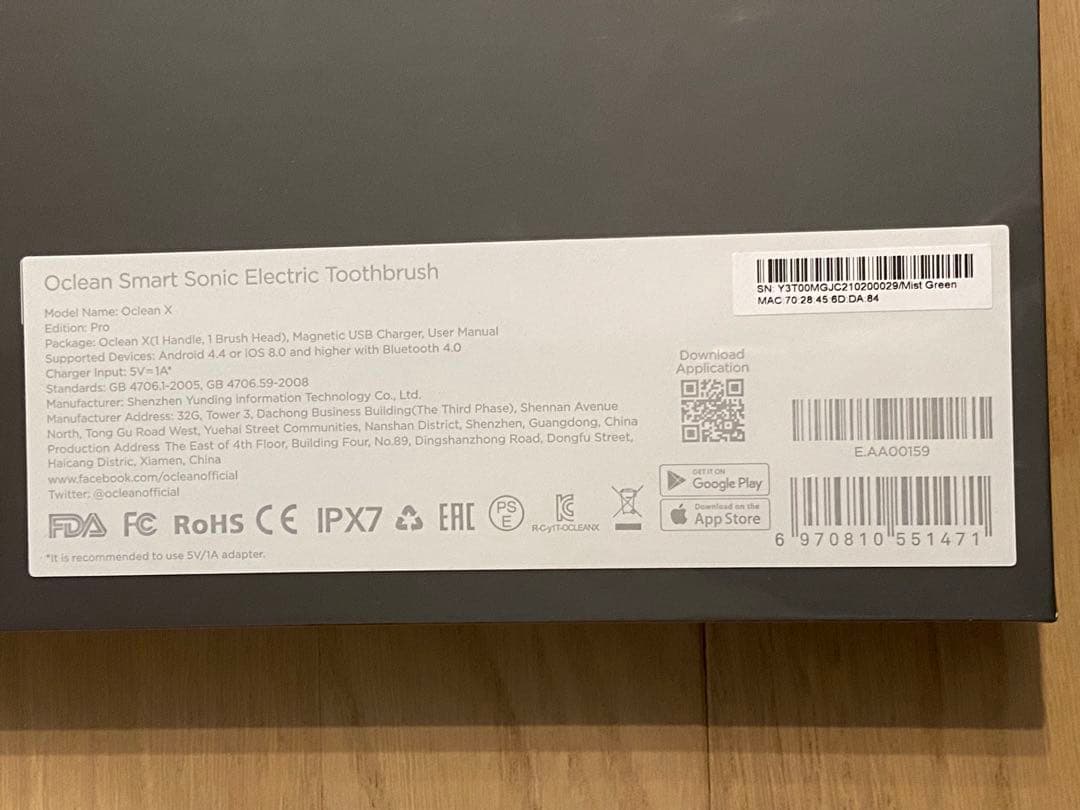 Oclean Smart Sonic Electric Toothbrush
Model Name: Oclean X
Edition: Pro
Package: Oclean X(1 Handle, 1 Brush Head), Magnetic USB Charger, User Manual
Supported Devices: Android 4.4 or iOS 8.0 and higher with Bluetooth 4.0
Charger Input: 5V=1A*
Standards: GB 4706.1-2005, GB 4706.59-2008
Manufacturer: Shenzhen Yunding Information Technology Co., Ltd.
Manufacturer Address: 32G, Tower 3, Dachong Business Building(The Third Phase), Shennan Avenue
North, Tong Gu Road West, Yuehai Street Communities, Nanshan District, Shenzhen, Guangdong, China
Production Address The East of 4th Floor, Building Four, No.89, Dingshanzhong Road, Dongfu Street,
Haicang Distric, Xiamen, China
www.facebook.com/ocleanofficial
Twitter: @ocleanofficial
FDA FC RoHS CE IPX7 EAC PS E KC
R-CyT-OCLEANX
*It is recommended to use 5V/1A adapter.
SN: Y3T00MGJC210200029/Mist Green
MAC 70 28 45 6D DA 84
Download
Application
GET IT ON
Google Play
Download on the
App Store
E.AA00159
6 970810 551471